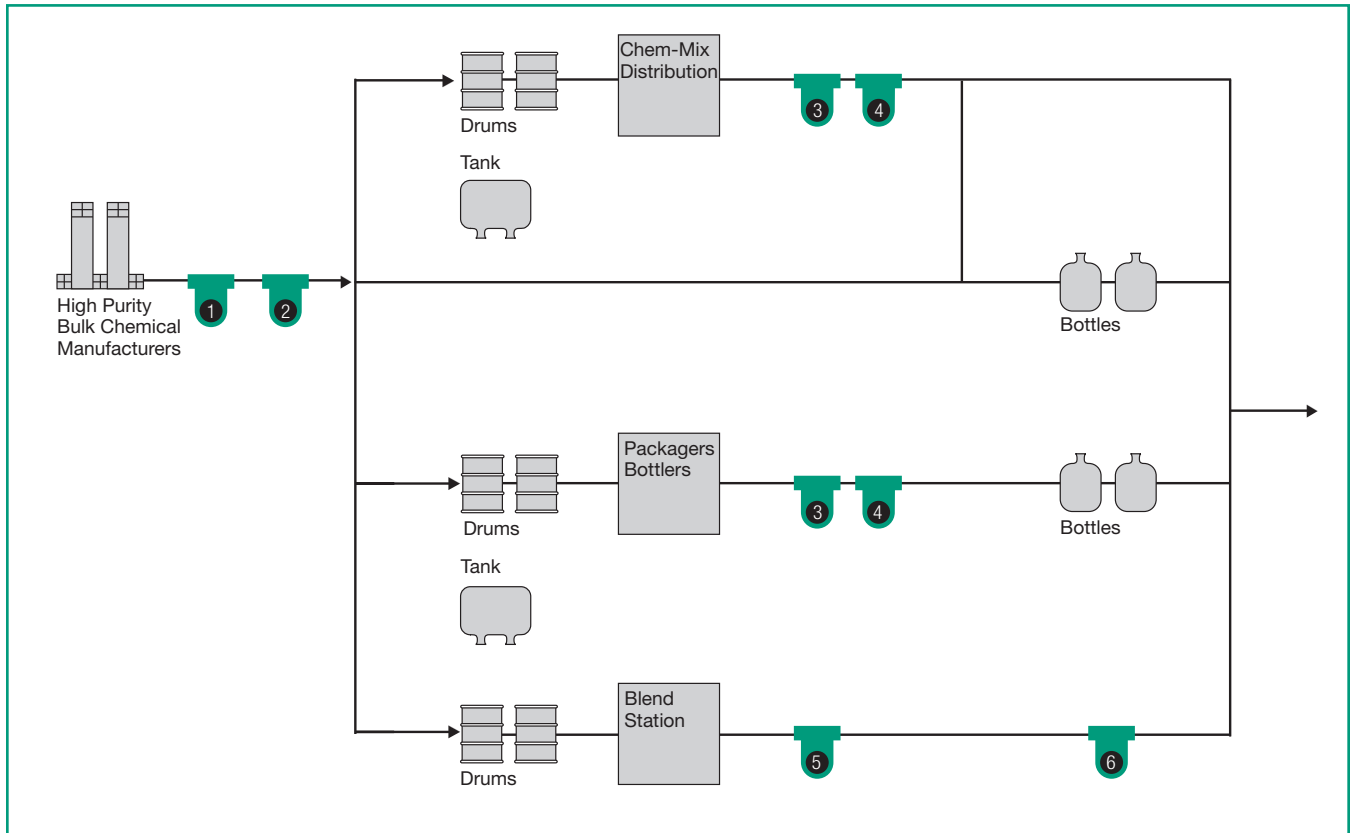 Chem-Mix
Distribution
3
4
Drums
Tank
High Purity
Bulk Chemical
Manufacturers
1
2
Bottles
Packagers
Bottlers
3
4
Drums
Bottles
Tank
Blend
Station
5
6
Drums